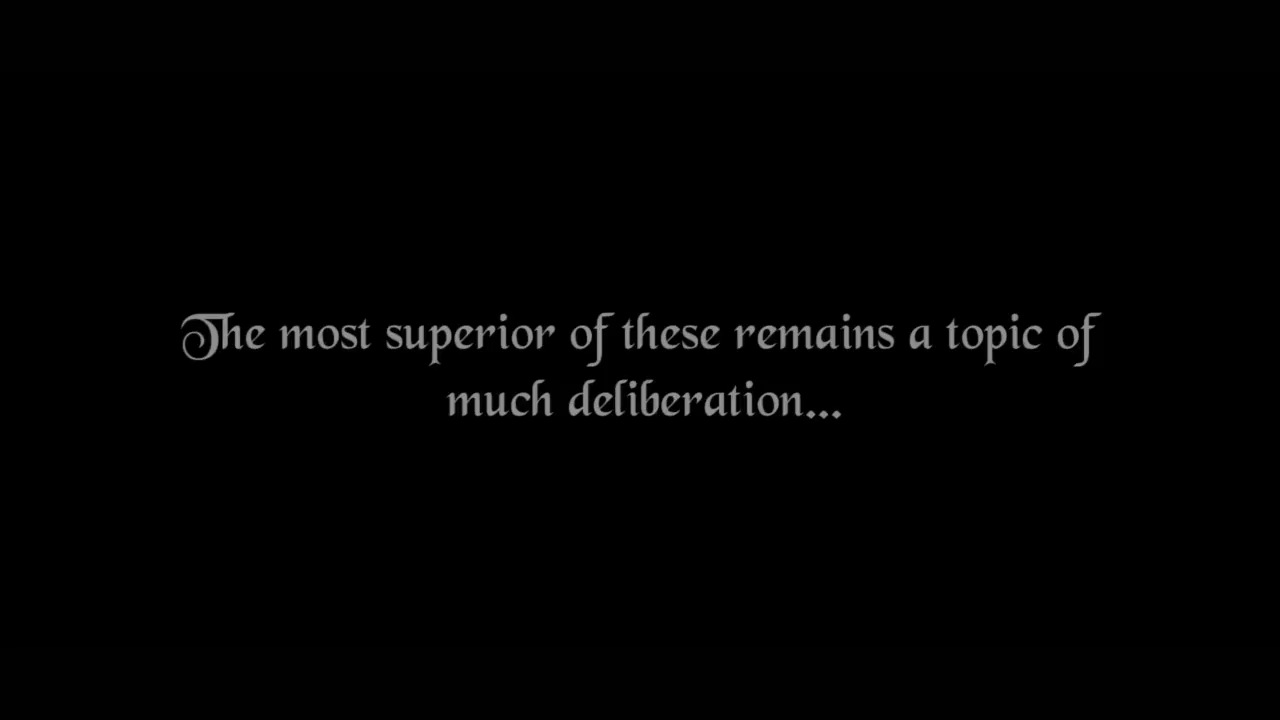 The most superior of these remains a topic of
much deliberation...